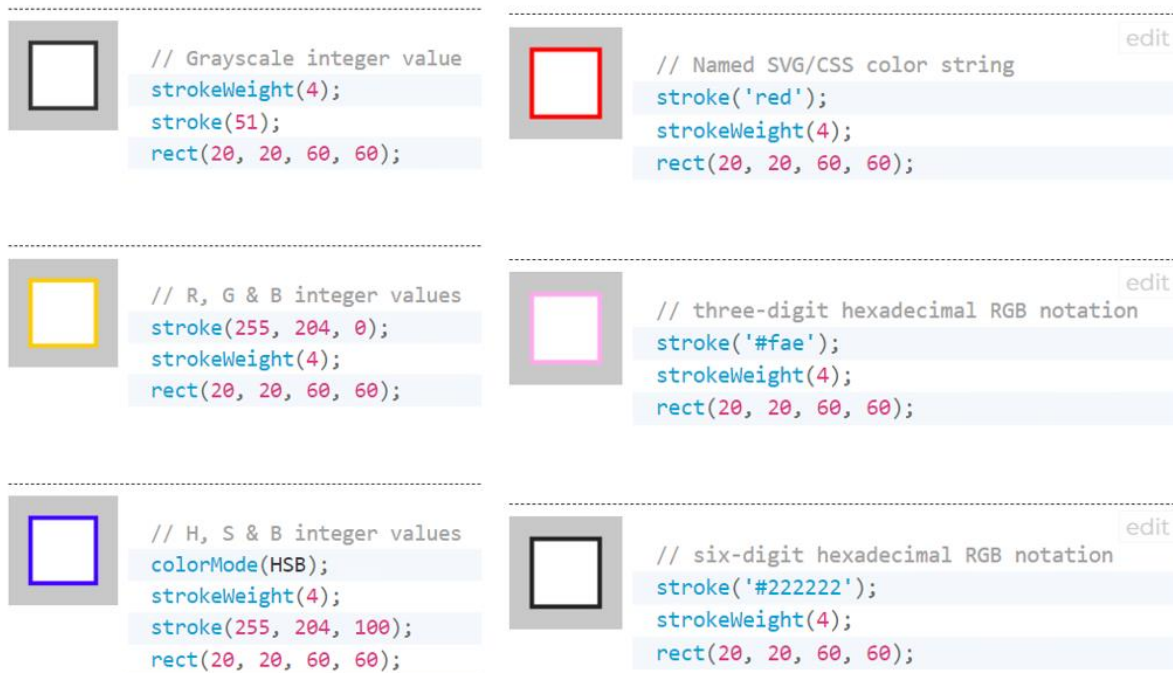 // Grayscale integer value
strokeWeight(4);
stroke(51);
rect(20, 20, 60, 60);
// R, G & B integer values
stroke(255, 204, 0);
strokeWeight(4);
rect(20, 20, 60, 60);
// H, S & B integer values
colorMode(HSB);
strokeWeight(4);
stroke(255, 204, 100);
rect(20, 20, 60, 60);
edit
// Named SVG/CSS color string
stroke('red');
strokeWeight(4);
rect(20, 20, 60, 60);
edit
// three-digit hexadecimal RGB notation
stroke('#fae');
strokeWeight(4);
rect(20, 20, 60, 60);
edit
// six-digit hexadecimal RGB notation
stroke('#222222');
strokeWeight(4);
rect(20, 20, 60, 60);